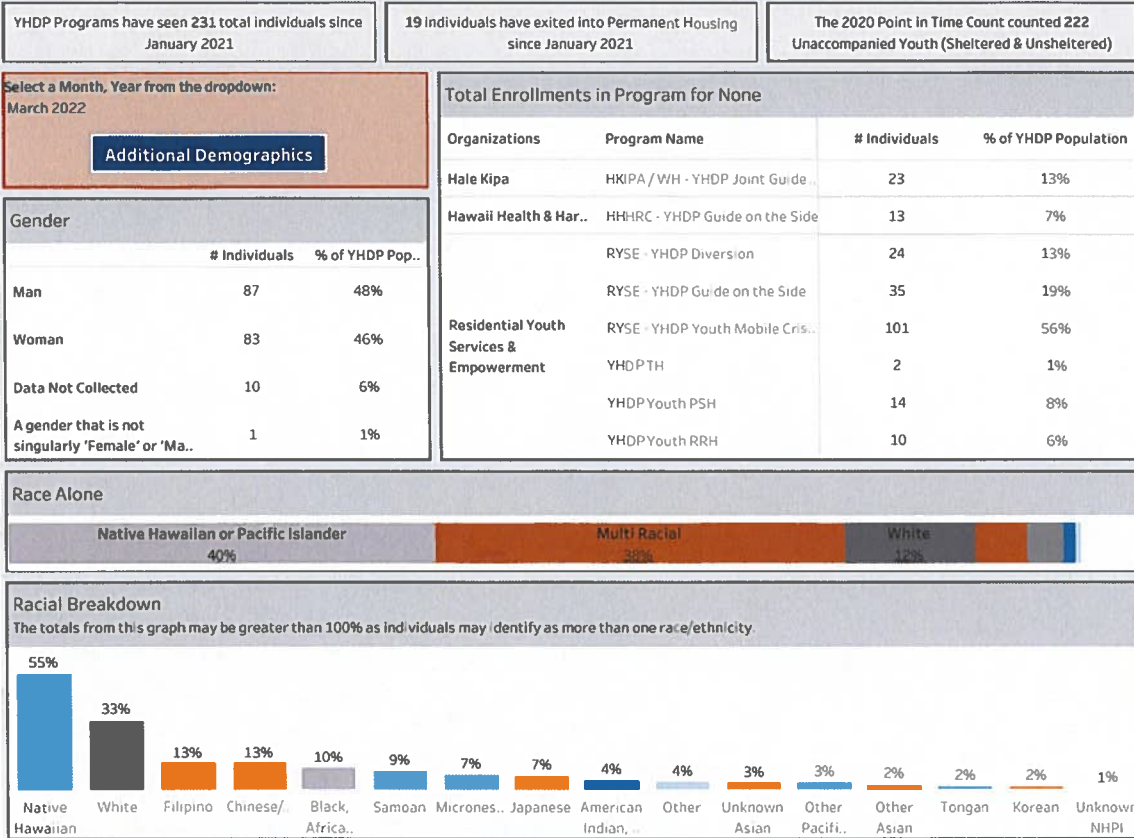 YHDP Programs have seen 231 total individuals since
January 2021
19 individuals have exited into Permanent Housing
since January 2021
The 2020 Point in Time Count counted 222
Unaccompanied Youth (Sheltered & Unsheltered)
Select a Month, Year from the dropdown:
March 2022
Additional Demographics
Gender
# Individuals % of YHDP Pop..
Man 87 48%
Woman 83 46%
Data Not Collected 10 6%
A gender that is not
singularly 'Female' or 'Ma.. 1 1%
Total Enrollments in Program for None
Organizations Program Name # Individuals % of YHDP Population
Hale Kipa HKIPA / WH - YHDP Joint Guide.. 23 13%
Hawaii Health & Har.. HHHRC - YHDP Guide on the Side 13 7%
Residential Youth
Services &
Empowerment
RYSE - YHDP Diversion 24 13%
RYSE - YHDP Guide on the Side 35 19%
RYSE - YHDP Youth Mobile Cris.. 101 56%
YHDP TH 2 1%
YHDP Youth PSH 14 8%
YHDP Youth RRH 10 6%
Race Alone
Native Hawaiian or Pacific Islander
40%
Multi Racial
38%
White
12%
Racial Breakdown
The totals from this graph may be greater than 100% as individuals may identify as more than one race/ethnicity.
55% 33% 13% 13% 10% 9% 7% 7% 4% 4% 3% 3% 2% 2% 2% 1%
Native White Filipino Chinese/.. Black, Samoan Micrones.. Japanese American Other Unknown Other Other Tongan Korean Unknown
Hawaiian Africa.. Indian, .. Asian Pacifi.. Asian NHPI